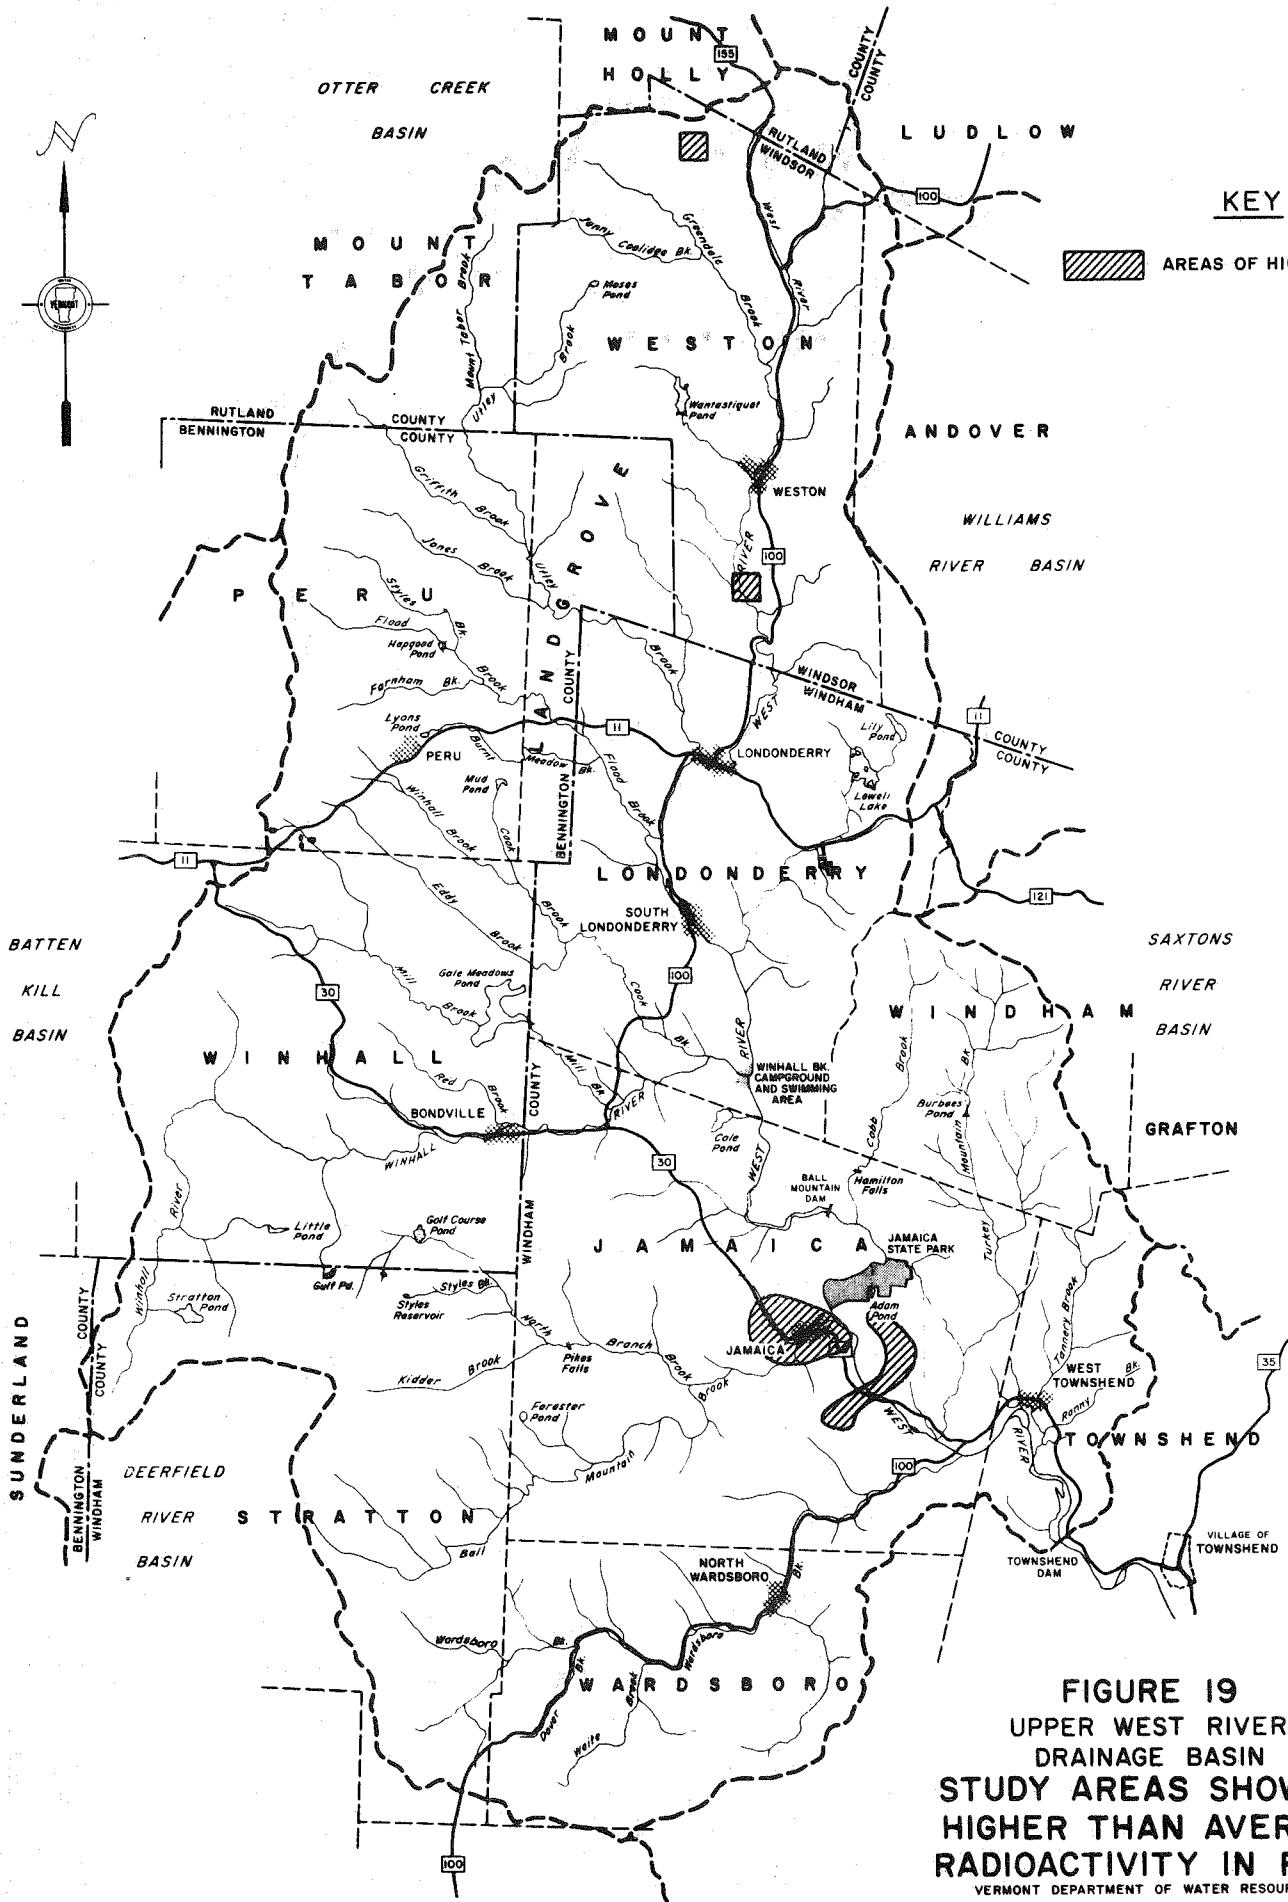 MOUNT
HOLLY
155
COUNTY
COUNTY
OTTER CREEK
BASIN
N
RUTLAND
WINDSOR
LUDLOW
100
KEY
AREAS OF HI
MOUNT
TABOR
VERMONT
Mount Tabor Brook
Jenny Coolidge Bk.
Greendale
Brook
West
River
Moses
Pond
Brook
Utley
WESTON
Wantastiquet
Pond
RUTLAND
BENNINGTON
COUNTY
COUNTY
ANDOVER
WESTON
WILLIAMS
RIVER BASIN
Griffith
Brook
Jones
Brook
Utley
LANDGROVE
RIVER
100
PERU
Styles
Bk.
Flood
Hapgood
Pond
Brook
Farnham Bk.
Brook
COUNTY
WINDSOR
WINDHAM
WEST
Lyons
Pond
PERU
Burnt
Meadow Bk.
11
Flood
Brook
LONDONDERRY
Lily
Pond
Lowell
Lake
11
COUNTY
COUNTY
Mud
Pond
Cook
Winhall
Brook
BENNINGTON
11
LONDONDERRY
121
Eddy
Brook
Brook
SOUTH
LONDONDERRY
BATTEN
KILL
BASIN
SAXTONS
RIVER
BASIN
30
Mill
Brook
Gale Meadows
Pond
100
Cook
Bk.
RIVER
WINDHAM
WINHALL
Red
Brook
COUNTY
Mill
Bk.
RIVER
WINHALL BK.
CAMPGROUND
AND SWIMMING
AREA
Brook
Cobb
Mountain Bk.
Burbees
Pond
GRAFTON
BONDVILLE
WINHALL
Cole
Pond
WEST
30
BALL
MOUNTAIN
DAM
Hamilton
Falls
River
Little
Pond
Golf Course
Pond
WINDHAM
JAMAICA
JAMAICA
STATE PARK
Turkey
Winhall
Stratton
Pond
Gulf Pd.
Styles Bk.
Styles
Reservoir
North
Branch
Brook
Pikes
Falls
Adam
Pond
JAMAICA
Tannery Brook
SUNDERLAND
COUNTY
COUNTY
Kidder
Brook
Brook
WEST
TOWNSHEND
Ranny
Bk.
35
Forester
Pond
WEST
RIVER
TOWNSHEND
DEERFIELD
RIVER
BASIN
BENNINGTON
WINDHAM
STRATTON
Mountain
Ball
100
NORTH
WARDSBORO
Bk.
TOWNSHEND
DAM
VILLAGE OF
TOWNSHEND
Wardsboro
Bk.
Wardsboro
WARDSBORO
Dover
Bk.
Waite
Brook
100
FIGURE 19
UPPER WEST RIVER
DRAINAGE BASIN
STUDY AREAS SHOW
HIGHER THAN AVER
RADIOACTIVITY IN
VERMONT DEPARTMENT OF WATER RESOU